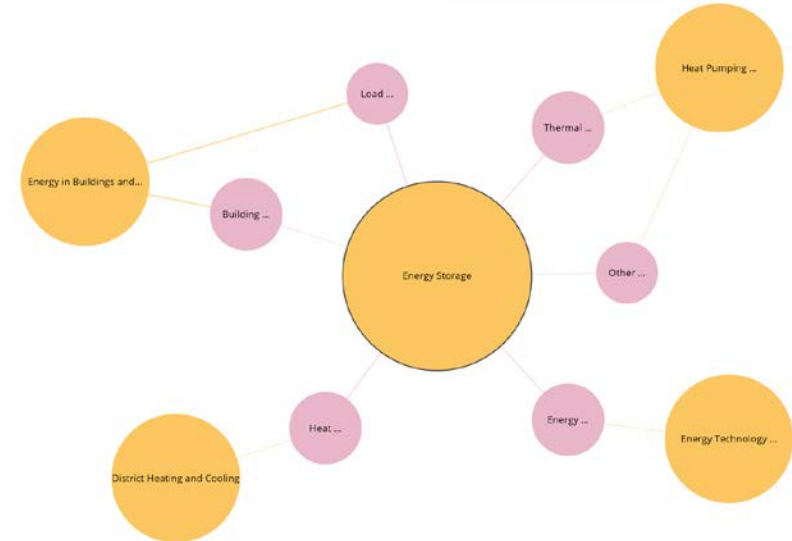 Heat Pumping ...
Load ...
Thermal ...
Energy in Buildings and...
Building ...
Energy Storage
Other ...
Heat ...
Energy ...
Energy Technology ...
District Heating and Cooling